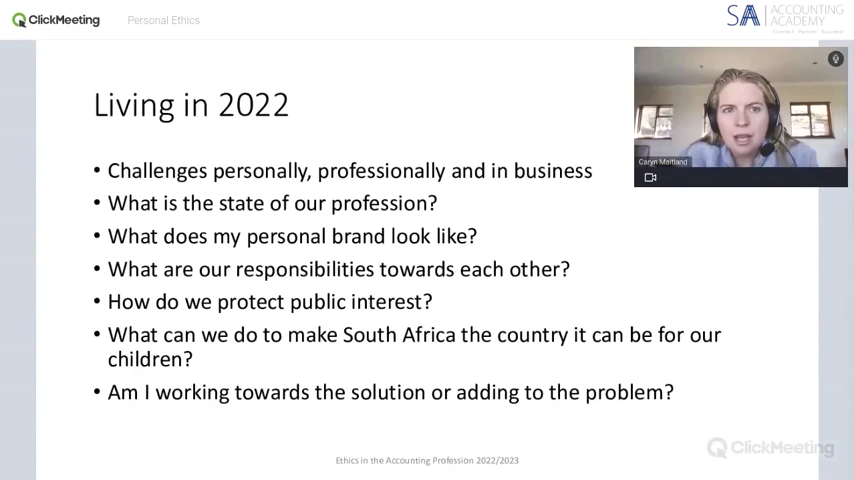 ClickMeeting
Personal Ethics
SA ACCOUNTING
ACADEMY
Connect Partner Succeed
Living in 2022
• Challenges personally, professionally and in business
• What is the state of our profession?
• What does my personal brand look like?
• What are our responsibilities towards each other?
• How do we protect public interest?
• What can we do to make South Africa the country it can be for our
children?
• Am I working towards the solution or adding to the problem?
Caryn Maitland
Ethics in the Accounting Profession 2022/2023
ClickMeeting